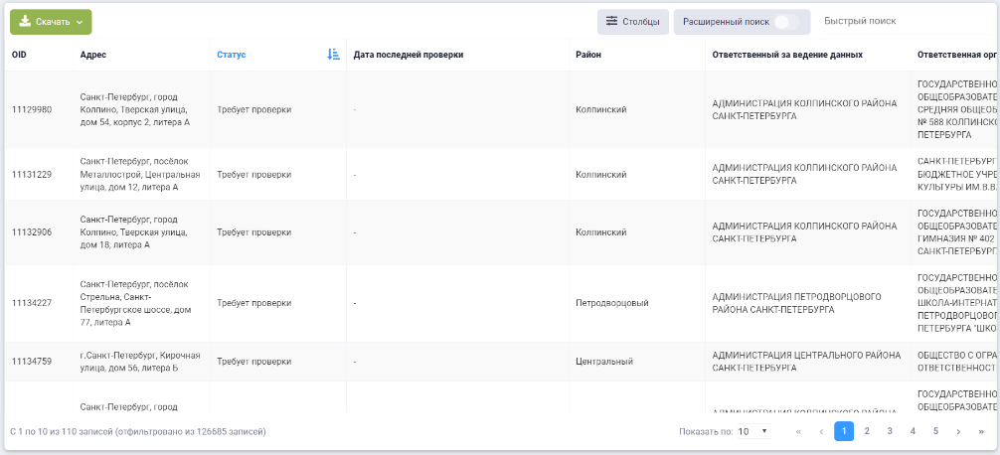 Скачать
Столбцы
Расширенный поиск
Быстрый поиск
OID
Адрес
Статус
Дата последней проверки
Район
Ответственный за ведение данных
Ответственная орг
11129980
Санкт-Петербург, город
Колпино, Тверская улица,
дом 54, корпус 2, литера А
Требует проверки
-
Колпинский
АДМИНИСТРАЦИЯ КОЛПИНСКОГО РАЙОНА
САНКТ-ПЕТЕРБУРГА
ГОСУДАРСТВЕННО
ОБЩЕОБРАЗОВАТЕ
СРЕДНЯЯ ОБЩЕОБ
№ 588 КОЛПИНСКО
ПЕТЕРБУРГА
11131229
Санкт-Петербург, посёлок
Металлострой, Центральная
улица, дом 12, литера А
Требует проверки
-
Колпинский
АДМИНИСТРАЦИЯ КОЛПИНСКОГО РАЙОНА
САНКТ-ПЕТЕРБУРГА
САНКТ-ПЕТЕРБУРГ
БЮДЖЕТНОЕ УЧРЕ
КУЛЬТУРЫ ИМ.В.В.
11132906
Санкт-Петербург, город
Колпино, Тверская улица,
дом 18, литера А
Требует проверки
-
Колпинский
АДМИНИСТРАЦИЯ КОЛПИНСКОГО РАЙОНА
САНКТ-ПЕТЕРБУРГА
ГОСУДАРСТВЕННО
ОБЩЕОБРАЗОВАТЕ
ГИМНАЗИЯ № 402
САНКТ-ПЕТЕРБУРГ
11134227
Санкт-Петербург, посёлок
Стрельна, Санкт-
Петербургское шоссе, дом
77, литера А
Требует проверки
-
Петродворцовый
АДМИНИСТРАЦИЯ ПЕТРОДВОРЦОВОГО
РАЙОНА САНКТ-ПЕТЕРБУРГА
ГОСУДАРСТВЕННО
ОБЩЕОБРАЗОВАТЕ
ШКОЛА-ИНТЕРНАТ
ПЕТРОДВОРЦОВОГ
ПЕТЕРБУРГА "ШКО
11134759
г.Санкт-Петербург, Кирочная
улица, дом 56, литера Б
Требует проверки
-
Центральный
АДМИНИСТРАЦИЯ ЦЕНТРАЛЬНОГО РАЙОНА
САНКТ-ПЕТЕРБУРГА
ОБЩЕСТВО С ОГРА
ОТВЕТСТВЕННОСТ
Санкт-Петербург, город
АДМИНИСТРАЦИЯ КОЛПИНСКОГО РАЙОНА
ГОСУДАРСТВЕННО
ОБЩЕОБРАЗОВАТЕ
С 1 по 10 из 110 записей (отфильтровано из 126685 записей)
Показать по: 10
« ‹ 1 2 3 4 5 › »